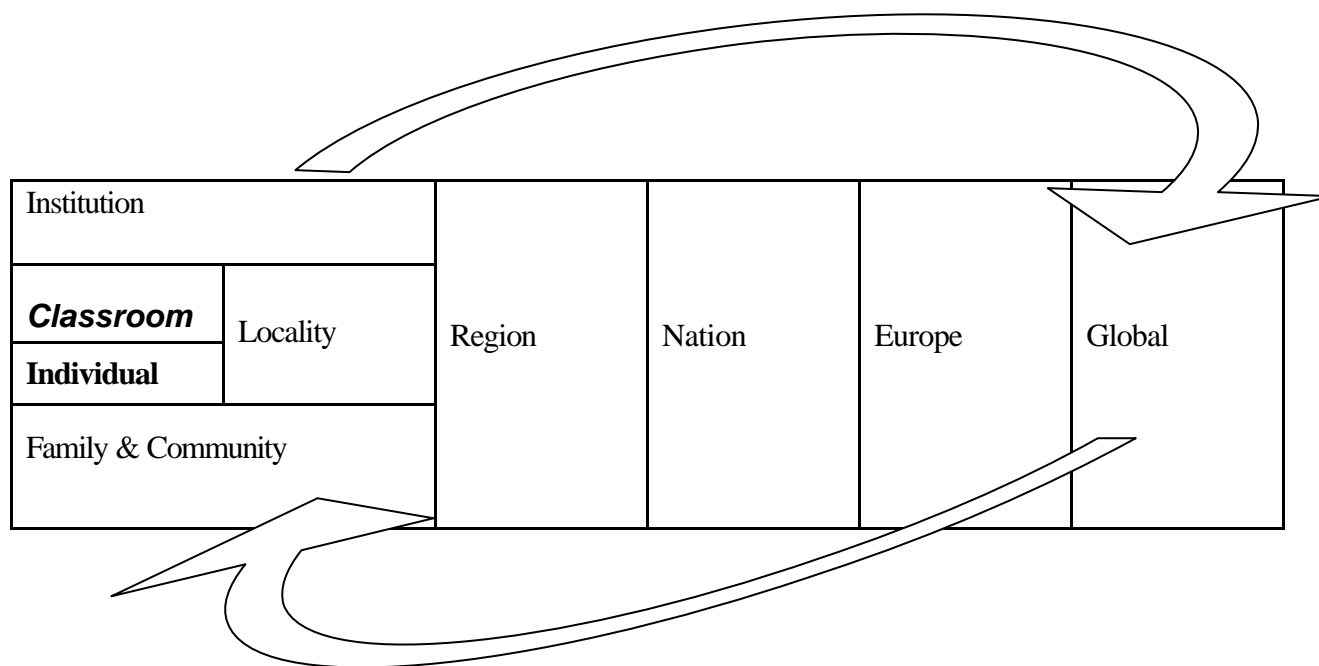 Institution
Classroom
Individual
Locality
Family & Community
Region
Nation
Europe
Global